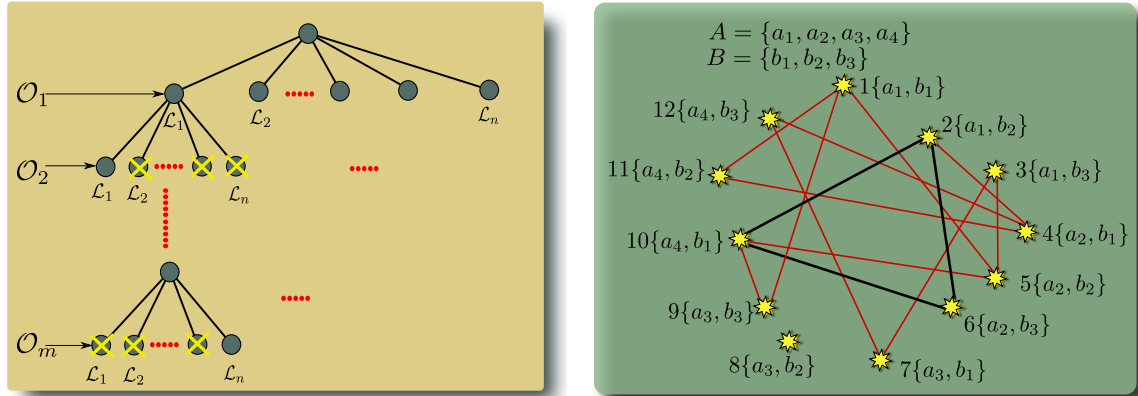 𝒪₁
ℒ₁
ℒ₂
ℒₙ
𝒪₂
ℒ₁
ℒ₂
ℒₙ
𝒪ₘ
ℒ₁
ℒ₂
ℒₙ
A = {a₁, a₂, a₃, a₄}
B = {b₁, b₂, b₃}
1{a₁, b₁}
2{a₁, b₂}
3{a₁, b₃}
4{a₂, b₁}
5{a₂, b₂}
6{a₂, b₃}
7{a₃, b₁}
8{a₃, b₂}
9{a₃, b₃}
10{a₄, b₁}
11{a₄, b₂}
12{a₄, b₃}